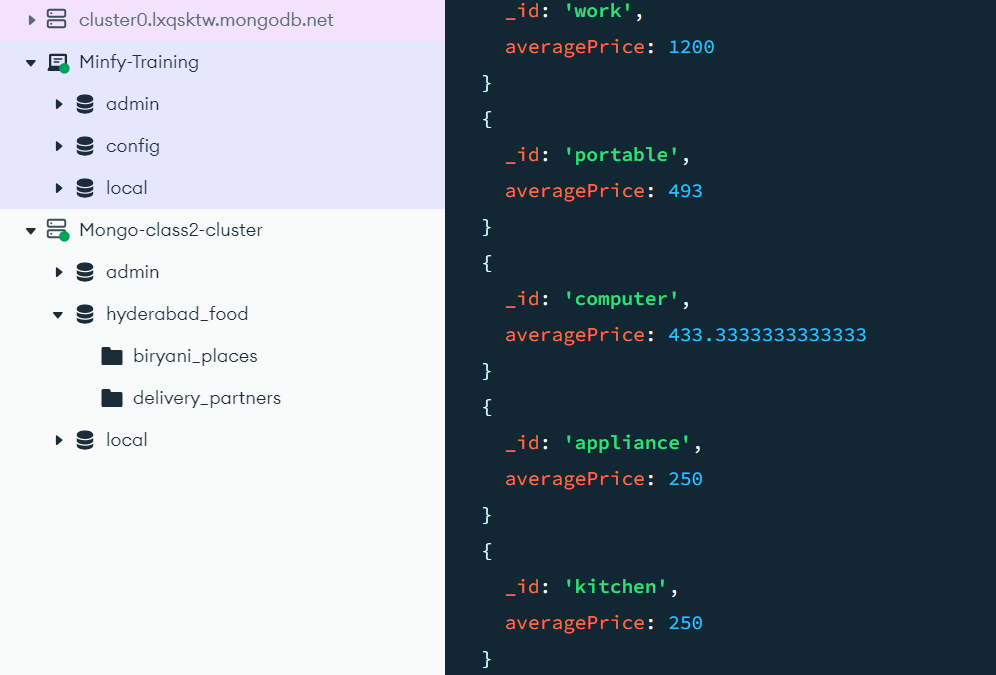 cluster0.lxqsktw.mongodb.net
Minfy-Training
admin
config
local
Mongo-class2-cluster
admin
hyderabad_food
biryani_places
delivery_partners
local
_id: 'work',
averagePrice: 1200
}
{
_id: 'portable',
averagePrice: 493
}
{
_id: 'computer',
averagePrice: 433.3333333333333
}
{
_id: 'appliance',
averagePrice: 250
}
{
_id: 'kitchen',
averagePrice: 250
}